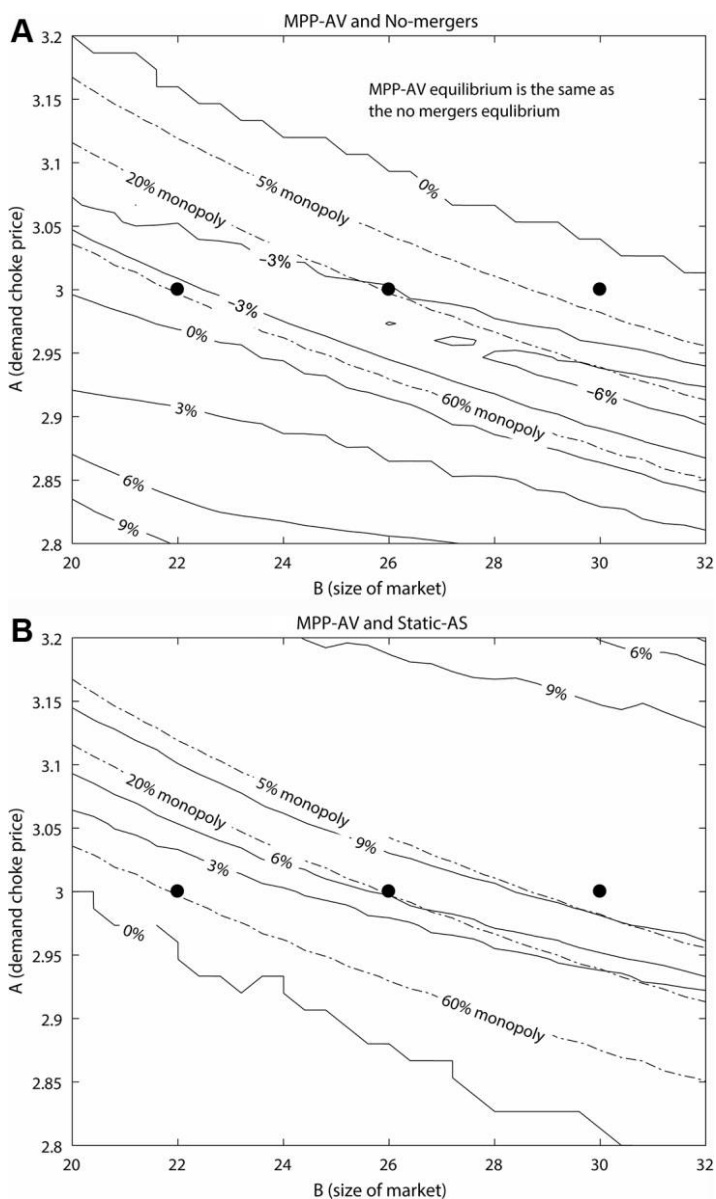 A
MPP-AV and No-mergers
3.2
3.15
3.1
3.05
3
2.95
2.9
2.85
2.8
MPP-AV equilibrium is the same as
the no mergers equlibrium
0%
5% monopoly
20% monopoly
−3%
−3%
0%
−6%
60% monopoly
3%
6%
9%
20
22
24
26
28
30
32
A (demand choke price)
B (size of market)
B
MPP-AV and Static-AS
3.2
3.15
3.1
3.05
3
2.95
2.9
2.85
2.8
6%
9%
5% monopoly
20% monopoly
9%
6%
3%
0%
60% monopoly
20
22
24
26
28
30
32
A (demand choke price)
B (size of market)